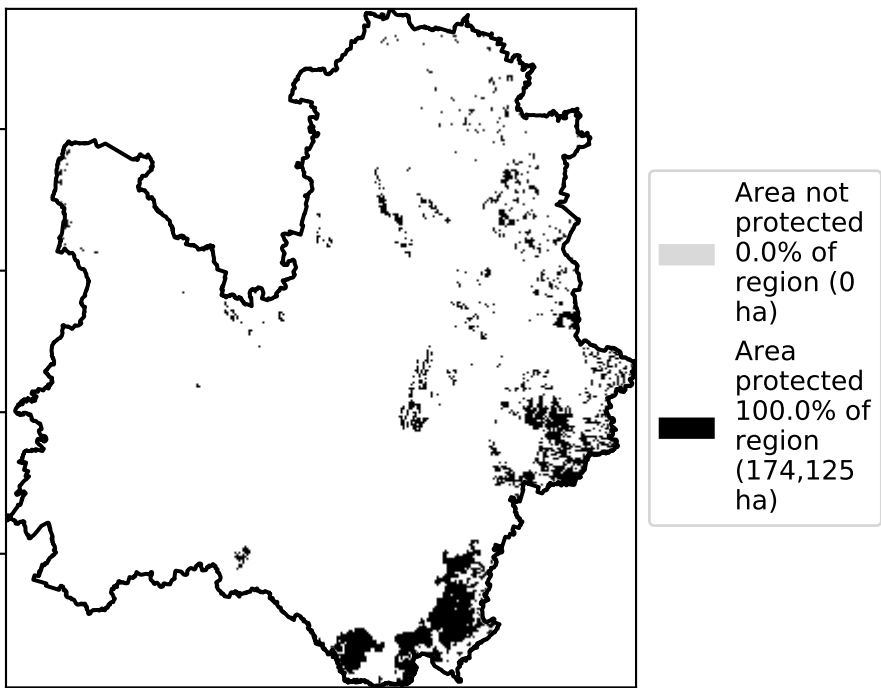 Area not
protected
0.0% of
region (0
ha)
Area
protected
100.0% of
region
(174,125
ha)